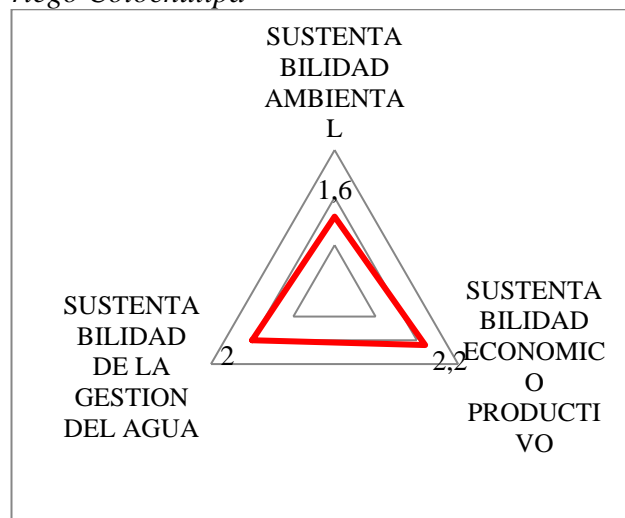 riego Colochalipa
SUSTENTA
BILIDAD
AMBIENTA
L
1,6
SUSTENTA
BILIDAD
ECONOMIC
O
PRODUCTI
VO
2,2
SUSTENTA
BILIDAD
DE LA
GESTION
DEL AGUA
2